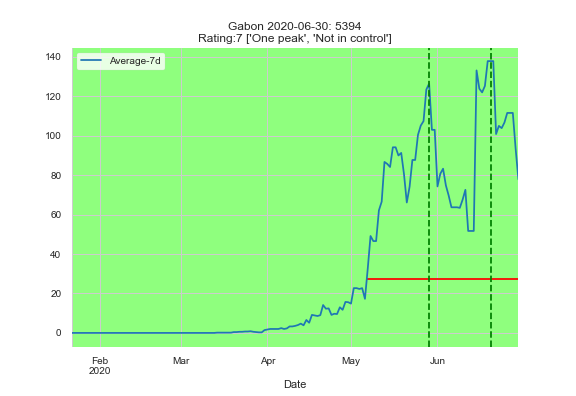 Gabon 2020-06-30: 5394
Rating:7 ['One peak', 'Not in control']
Average-7d
140
120
100
80
60
40
20
0
Feb
2020
Mar
Apr
May
Jun
Date